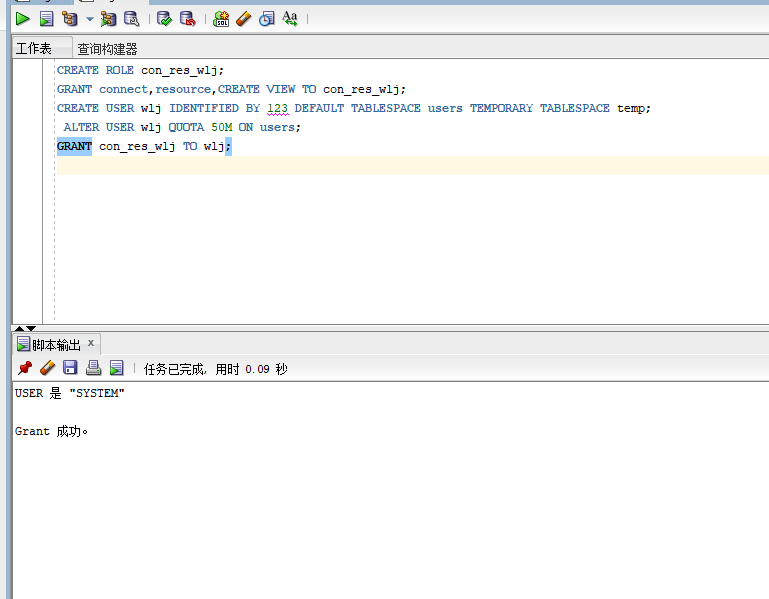 工作表 查询构建器
CREATE ROLE con_res_wlj;
GRANT connect,resource,CREATE VIEW TO con_res_wlj;
CREATE USER wlj IDENTIFIED BY 123 DEFAULT TABLESPACE users TEMPORARY TABLESPACE temp;
ALTER USER wlj QUOTA 50M ON users;
GRANT con_res_wlj TO wlj;
脚本输出 x
任务已完成, 用时 0.09 秒
USER 是 "SYSTEM"
Grant 成功。